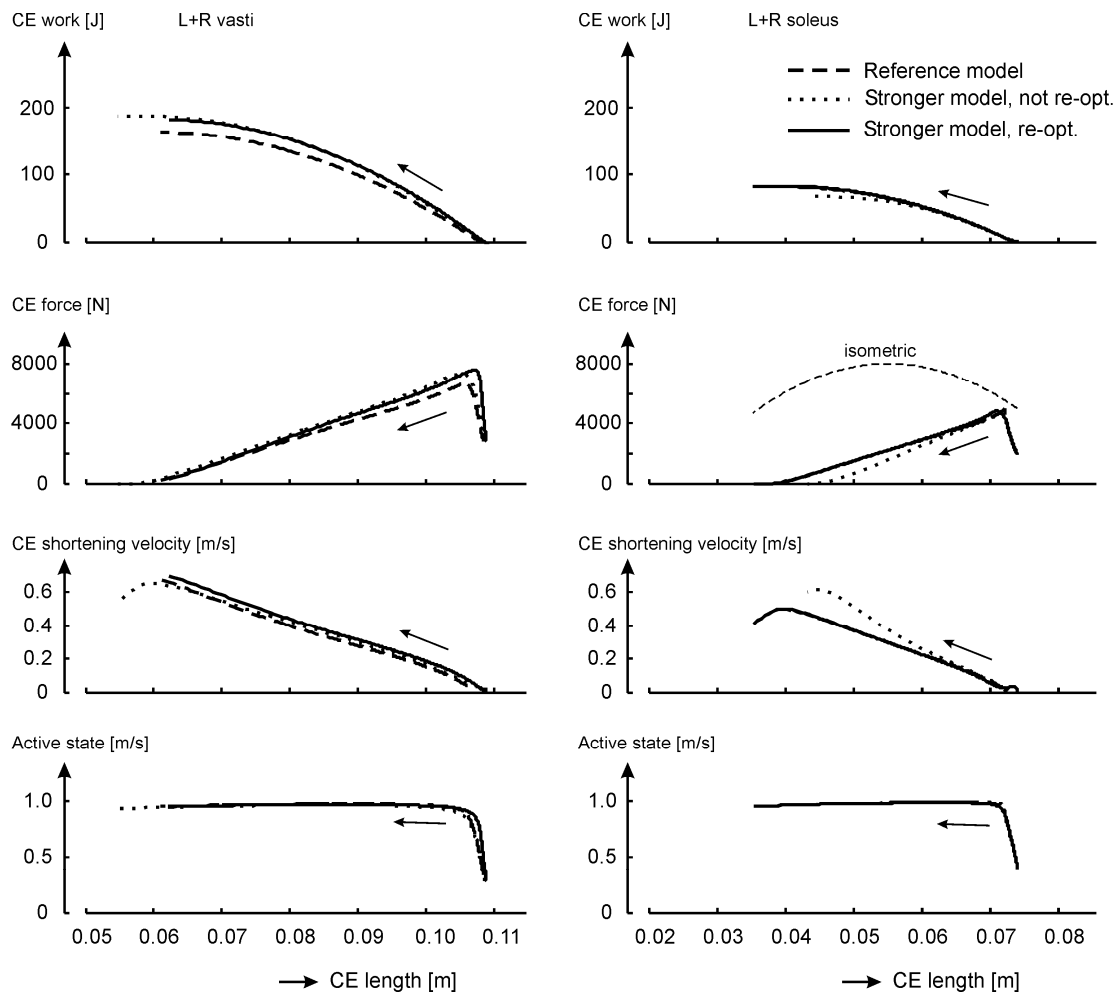 CE work [J]
L+R vasti
200
100
0
CE force [N]
8000
4000
0
CE shortening velocity [m/s]
0.6
0.4
0.2
0
Active state [m/s]
1.0
0.5
0
0.05 0.06 0.07 0.08 0.09 0.10 0.11
CE length [m]
CE work [J]
L+R soleus
Reference model
Stronger model, not re-opt.
Stronger model, re-opt.
200
100
0
CE force [N]
isometric
8000
4000
0
CE shortening velocity [m/s]
0.6
0.4
0.2
0
Active state [m/s]
1.0
0.5
0
0.02 0.03 0.04 0.05 0.06 0.07 0.08
CE length [m]